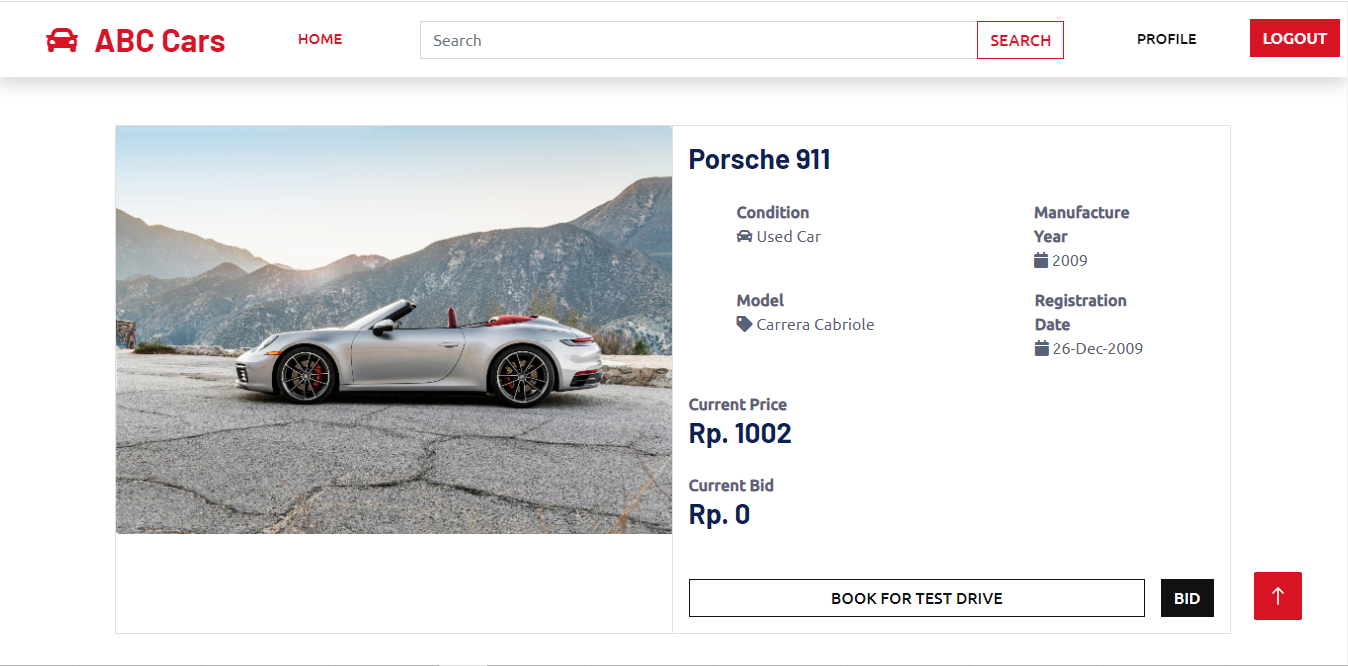 ABC Cars
HOME
Search
SEARCH
PROFILE
LOGOUT
Porsche 911
Condition
Used Car
Manufacture
Year
2009
Model
Carrera Cabriole
Registration
Date
26-Dec-2009
Current Price
Rp. 1002
Current Bid
Rp. 0
BOOK FOR TEST DRIVE
BID